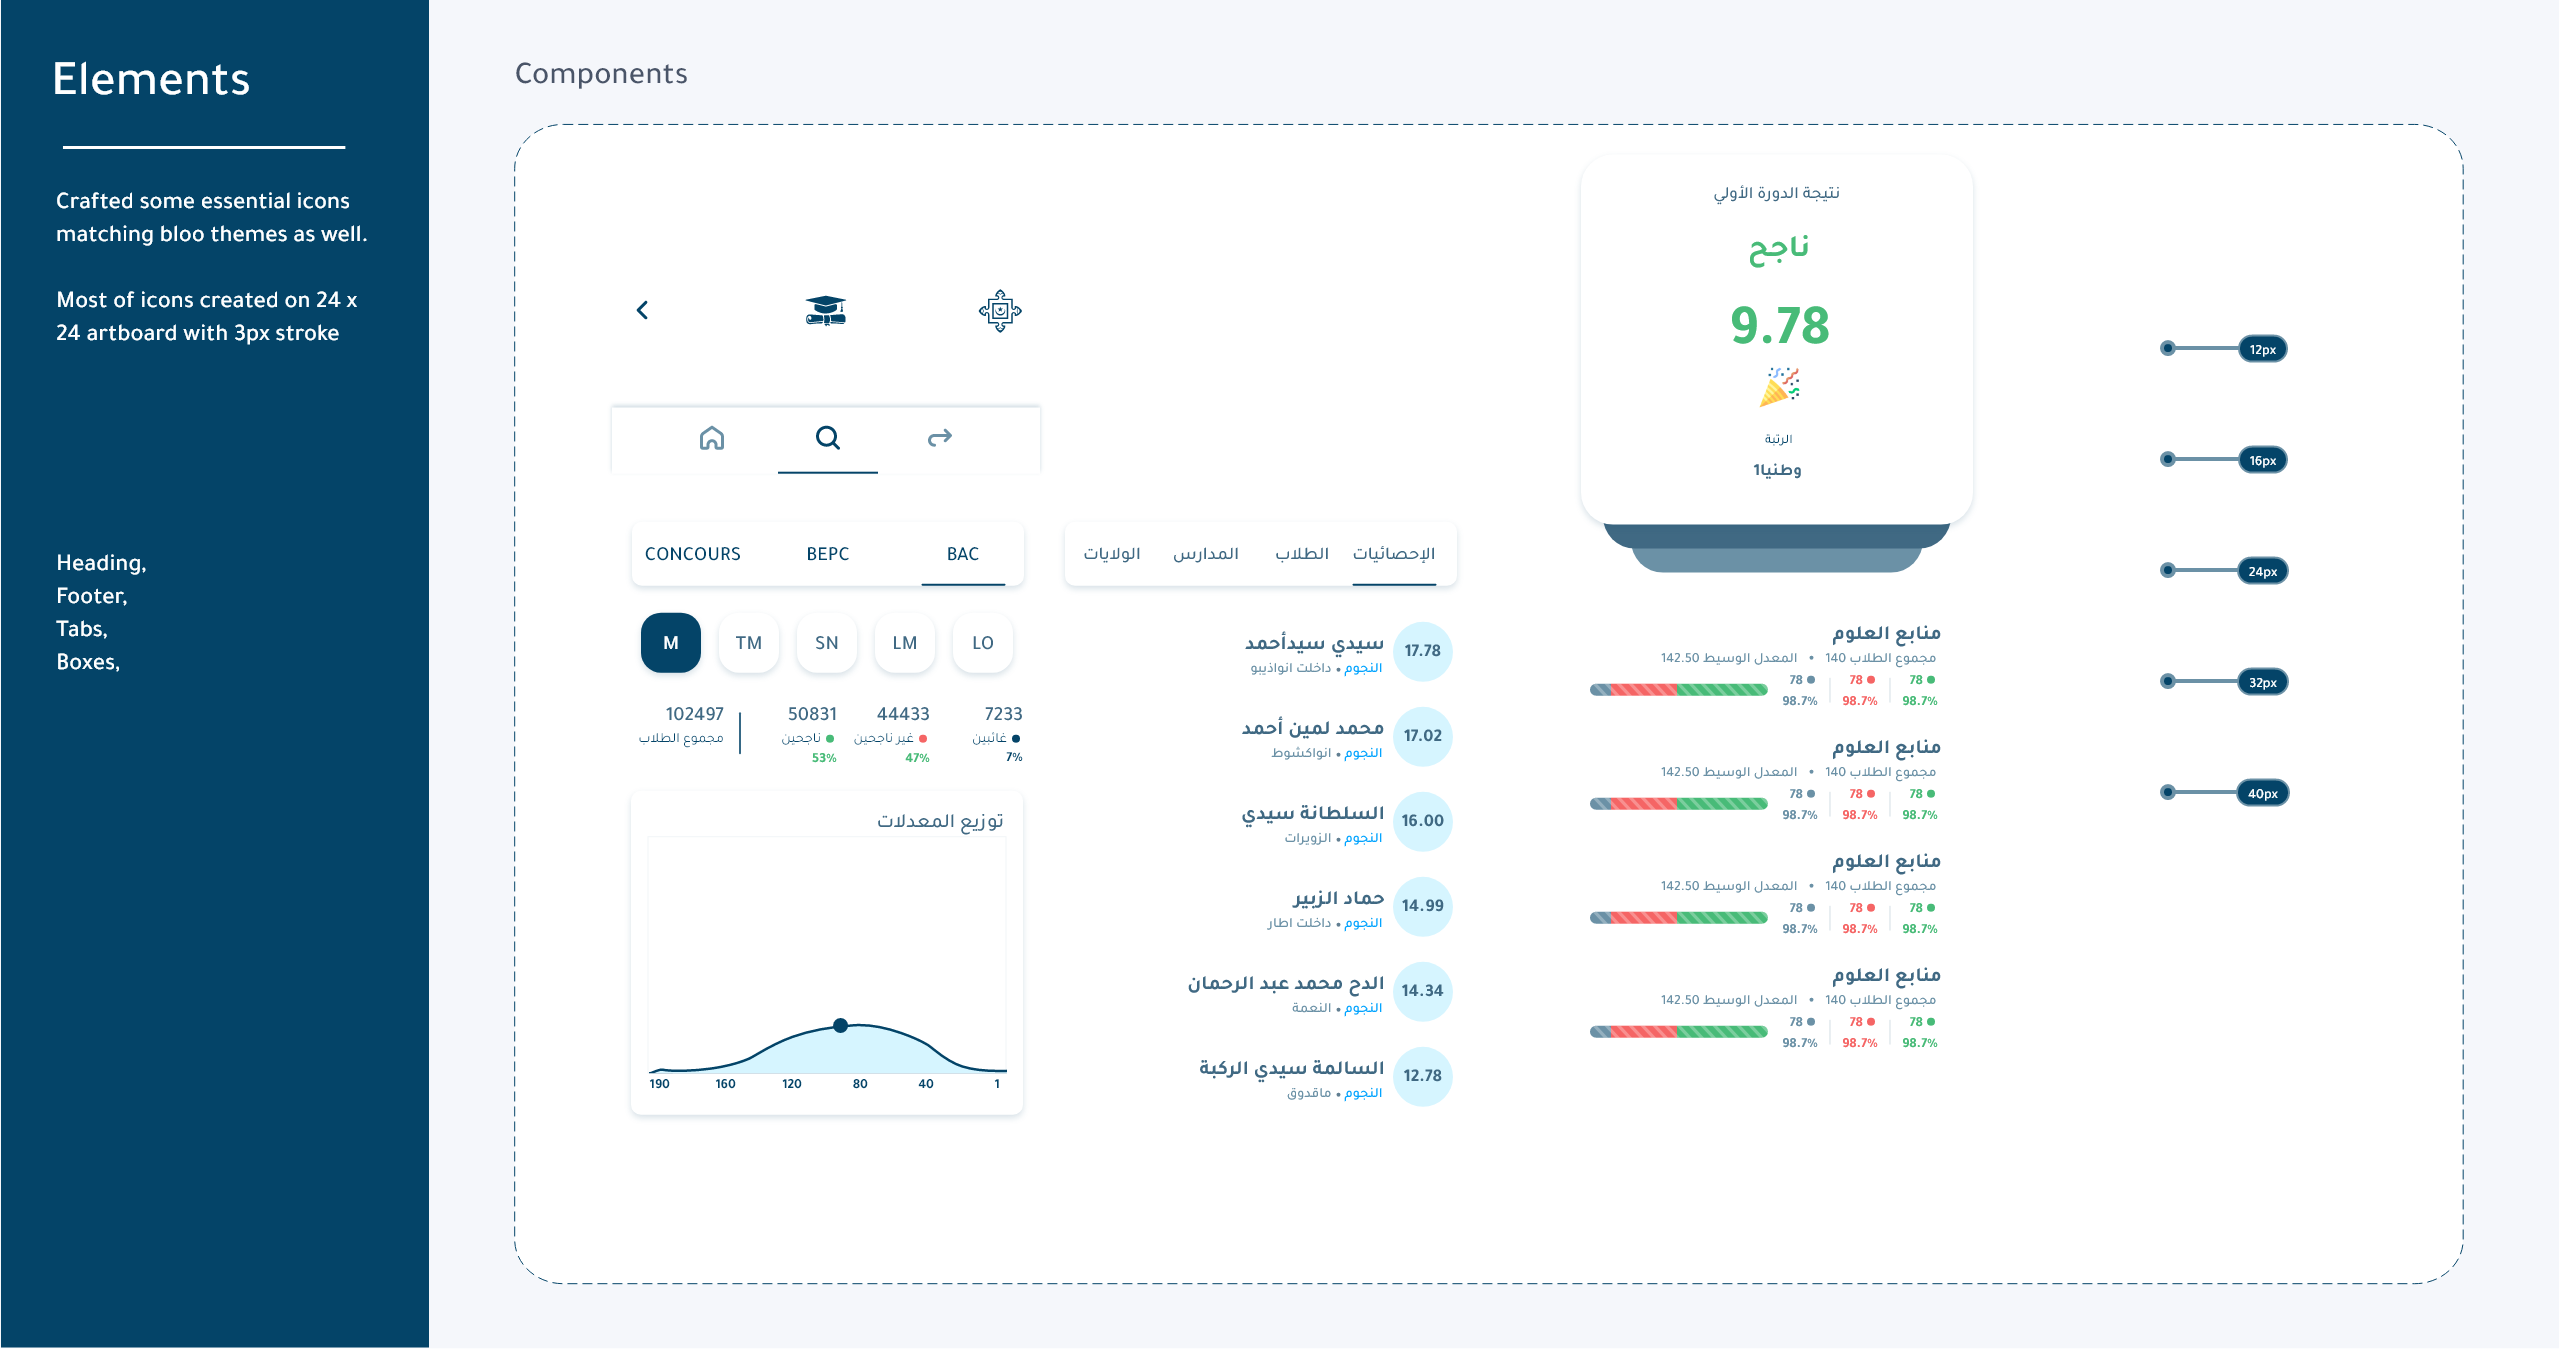 Elements
Crafted some essential icons
matching bloo themes as well.
Most of icons created on 24 x
24 artboard with 3px stroke
Heading,
Footer,
Tabs,
Boxes,
Components
CONCOURS BEPC BAC
M TM SN LM LO
102497 50831 44433 7233
مجموع الطلاب ناجحين غير ناجحين غائبين
53% 47% 7%
توزيع المعدلات
190 160 120 80 40 1
الإحصائيات الطلاب المدارس الولايات
17.78
سيدي سيدأحمد
النجوم • داخلت انواذيبو
17.02
محمد لمين أحمد
النجوم • انواكشوط
16.00
السلطانة سيدي
النجوم • الزويرات
14.99
حماد الزبير
النجوم • داخلت اطار
14.34
الدح محمد عبد الرحمان
النجوم • النعمة
12.78
السالمة سيدي الركبة
النجوم • ماقدوق
نتيجة الدورة الأولي
ناجح
9.78
الرتبة
وطنيا1
منابع العلوم
مجموع الطلاب 140 • المعدل الوسيط 142.50
78 78 78
98.7% 98.7% 98.7%
منابع العلوم
مجموع الطلاب 140 • المعدل الوسيط 142.50
78 78 78
98.7% 98.7% 98.7%
منابع العلوم
مجموع الطلاب 140 • المعدل الوسيط 142.50
78 78 78
98.7% 98.7% 98.7%
منابع العلوم
مجموع الطلاب 140 • المعدل الوسيط 142.50
78 78 78
98.7% 98.7% 98.7%
12px
16px
24px
32px
40px